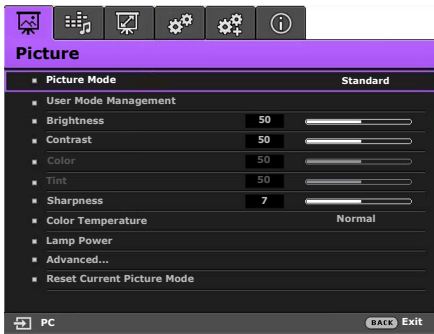 Picture
Picture Mode Standard
User Mode Management
Brightness 50
Contrast 50
Color 50
Tint 50
Sharpness 7
Color Temperature Normal
Lamp Power
Advanced...
Reset Current Picture Mode
PC BACK Exit